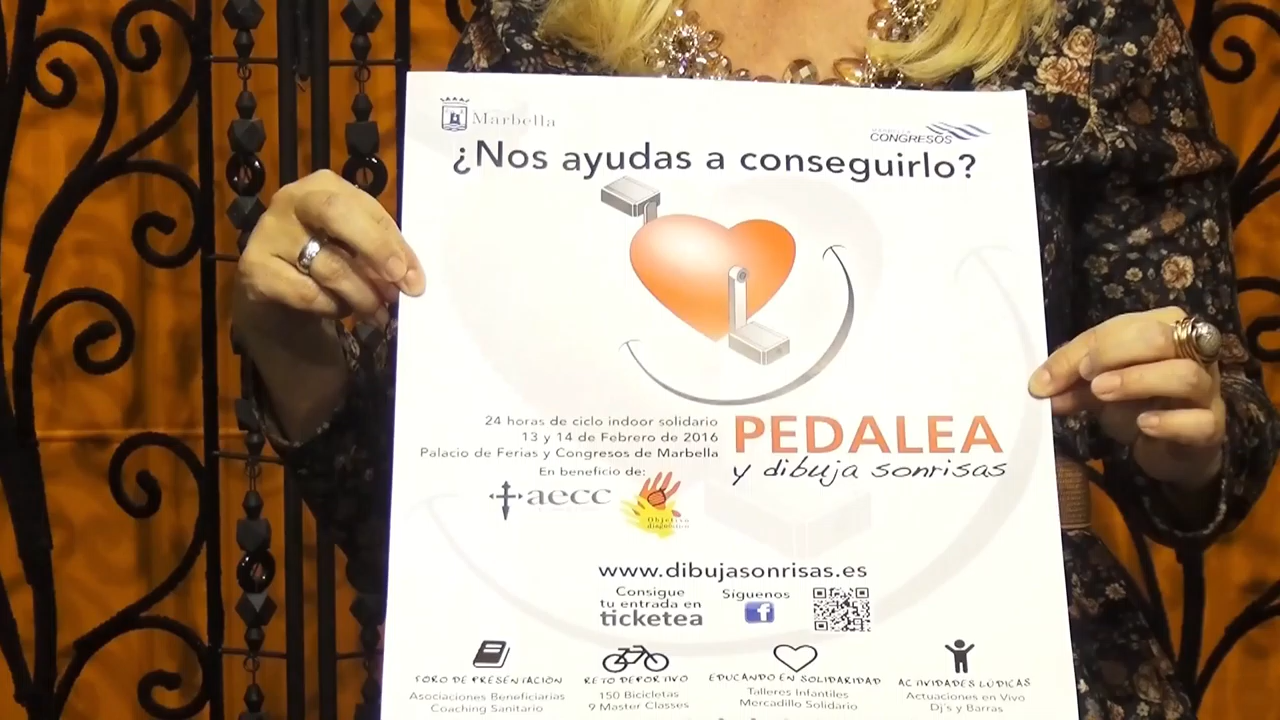 Marbella
CONGRESOS
¿Nos ayudas a conseguirlo?
24 horas de ciclo indoor solidario
13 y 14 de Febrero de 2016
Palacio de Ferias y Congresos de Marbella
En beneficio de:
aecc
Objetivo
diagnóstico
PEDALEA
y dibuja sonrisas
www.dibujasonrisas.es
Consigue
tu entrada en
ticketea
Síguenos
f
FORO DE PRESENTACIÓN
Asociaciones Beneficiarias
Coaching Sanitario
RETO DEPORTIVO
150 Bicicletas
9 Master Classes
EDUCANDO EN SOLIDARIDAD
Talleres Infantiles
Mercadillo Solidario
ACTIVIDADES LÚDICAS
Actuaciones en Vivo
Dj's y Barras